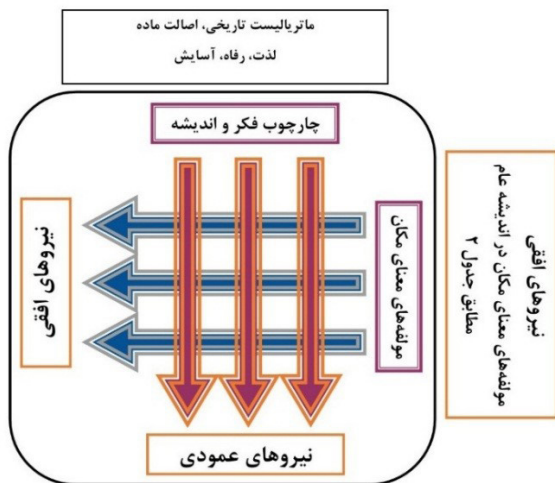 ماتریالیست تاریخی، اصالت ماده
لذت، رفاه، آسایش
چارچوب فکر و اندیشه
نیروهای افقی
مولفه‌های معنای مکان در اندیشه عام
مطابق جدول ۲
مولفه‌های معنای مکان
نیروهای افقی
نیروهای عمودی